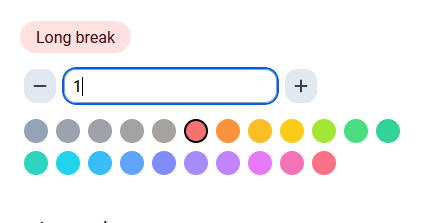 Long break
− 1 +